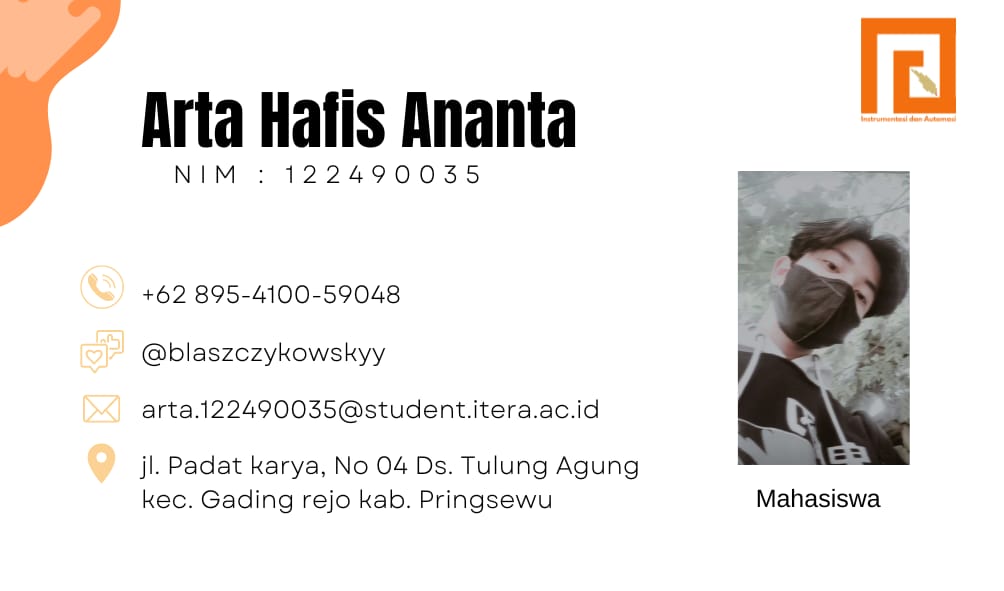 Arta Hafis Ananta
NIM : 122490035
Instrumentasi dan Automasi
+62 895-4100-59048
@blaszczykowskyy
arta.122490035@student.itera.ac.id
jl. Padat karya, No 04 Ds. Tulung Agung
kec. Gading rejo kab. Pringsewu
Mahasiswa